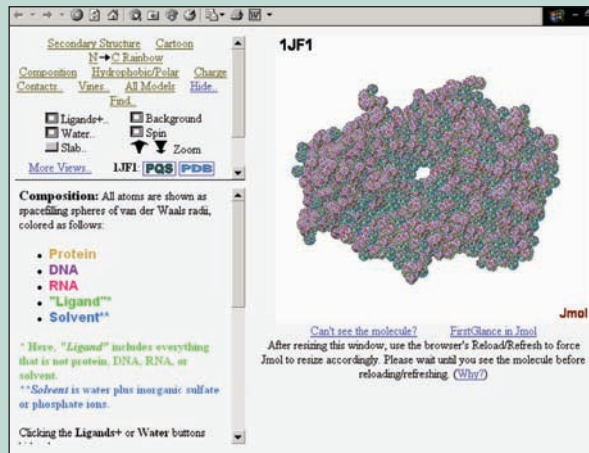 Secondary Structure Cartoon
N→C Rainbow
Composition Hydrophobic/Polar Charge
Contacts.. Vines.. All Models Hide..
Find..
Ligands+.. Background
Water.. Spin
Slab.. Zoom
More Views.. 1JF1: PQS PDB
Composition: All atoms are shown as
spacefilling spheres of van der Waals radii,
colored as follows:
• Protein
• DNA
• RNA
• "Ligand"*
• Solvent**
* Here, "Ligand" includes everything
that is not protein, DNA, RNA, or
solvent.
**Solvent is water plus inorganic sulfate
or phosphate ions.
Clicking the Ligands+ or Water buttons
1JF1
Jmol
Can't see the molecule? FirstGlance in Jmol
After resizing this window, use the browser's Reload/Refresh to force
Jmol to resize accordingly. Please wait until you see the molecule before
reloading/refreshing. (Why?)